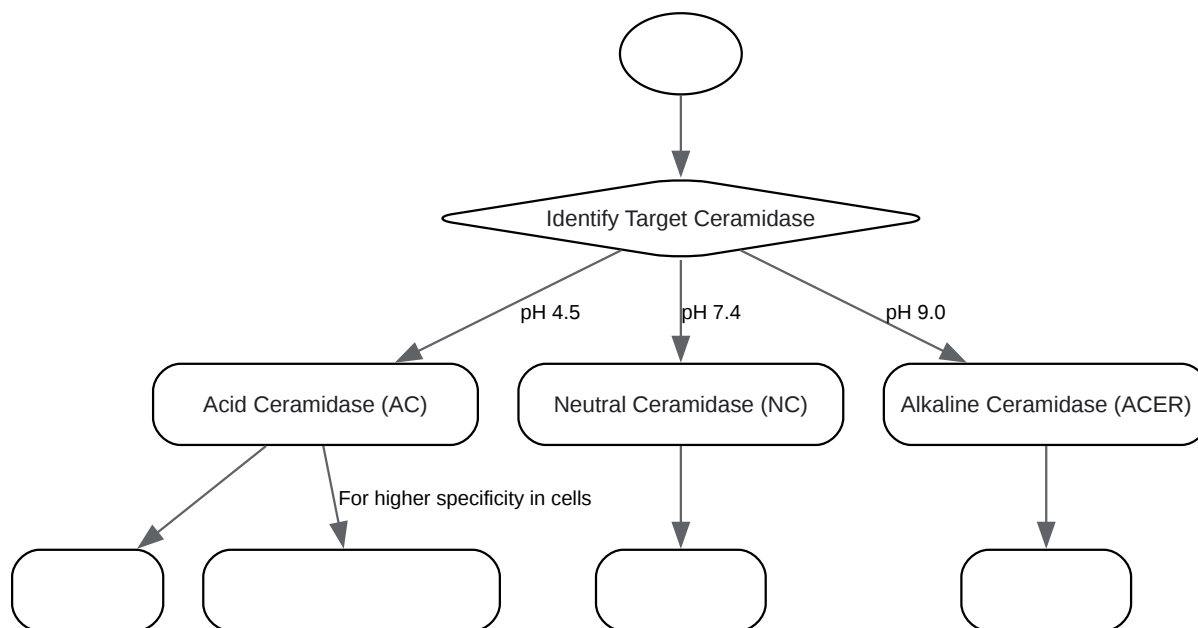 Identify Target Ceramidase
pH 4.5
pH 7.4
pH 9.0
Acid Ceramidase (AC)
Neutral Ceramidase (NC)
Alkaline Ceramidase (ACER)
For higher specificity in cells